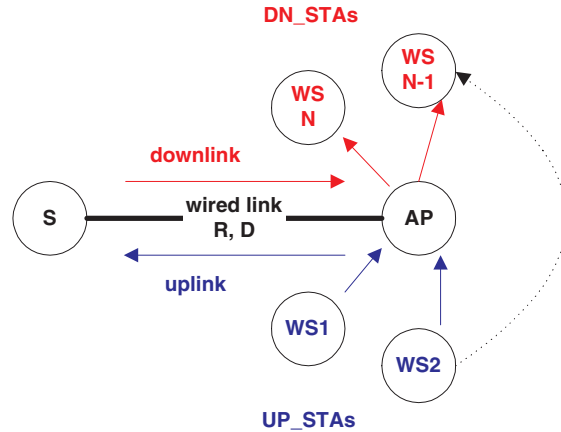 DN_STAs
WS
N-1
WS
N
downlink
S
wired link
R, D
AP
uplink
WS1
WS2
UP_STAs